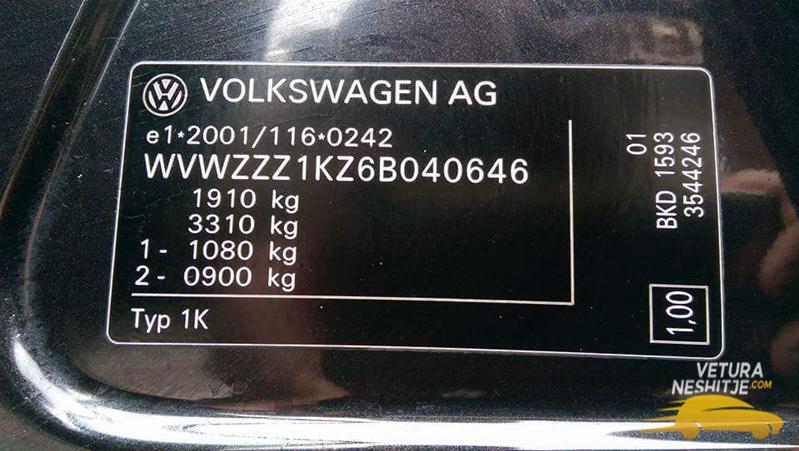 VOLKSWAGEN AG
e1*2001/116*0242
WVWZZZ1KZ6B040646
1910 kg
3310 kg
1- 1080 kg
2- 0900 kg
Typ 1K
01
BKD 1593
3544246
1,00
VETURA
NESHITJE.COM